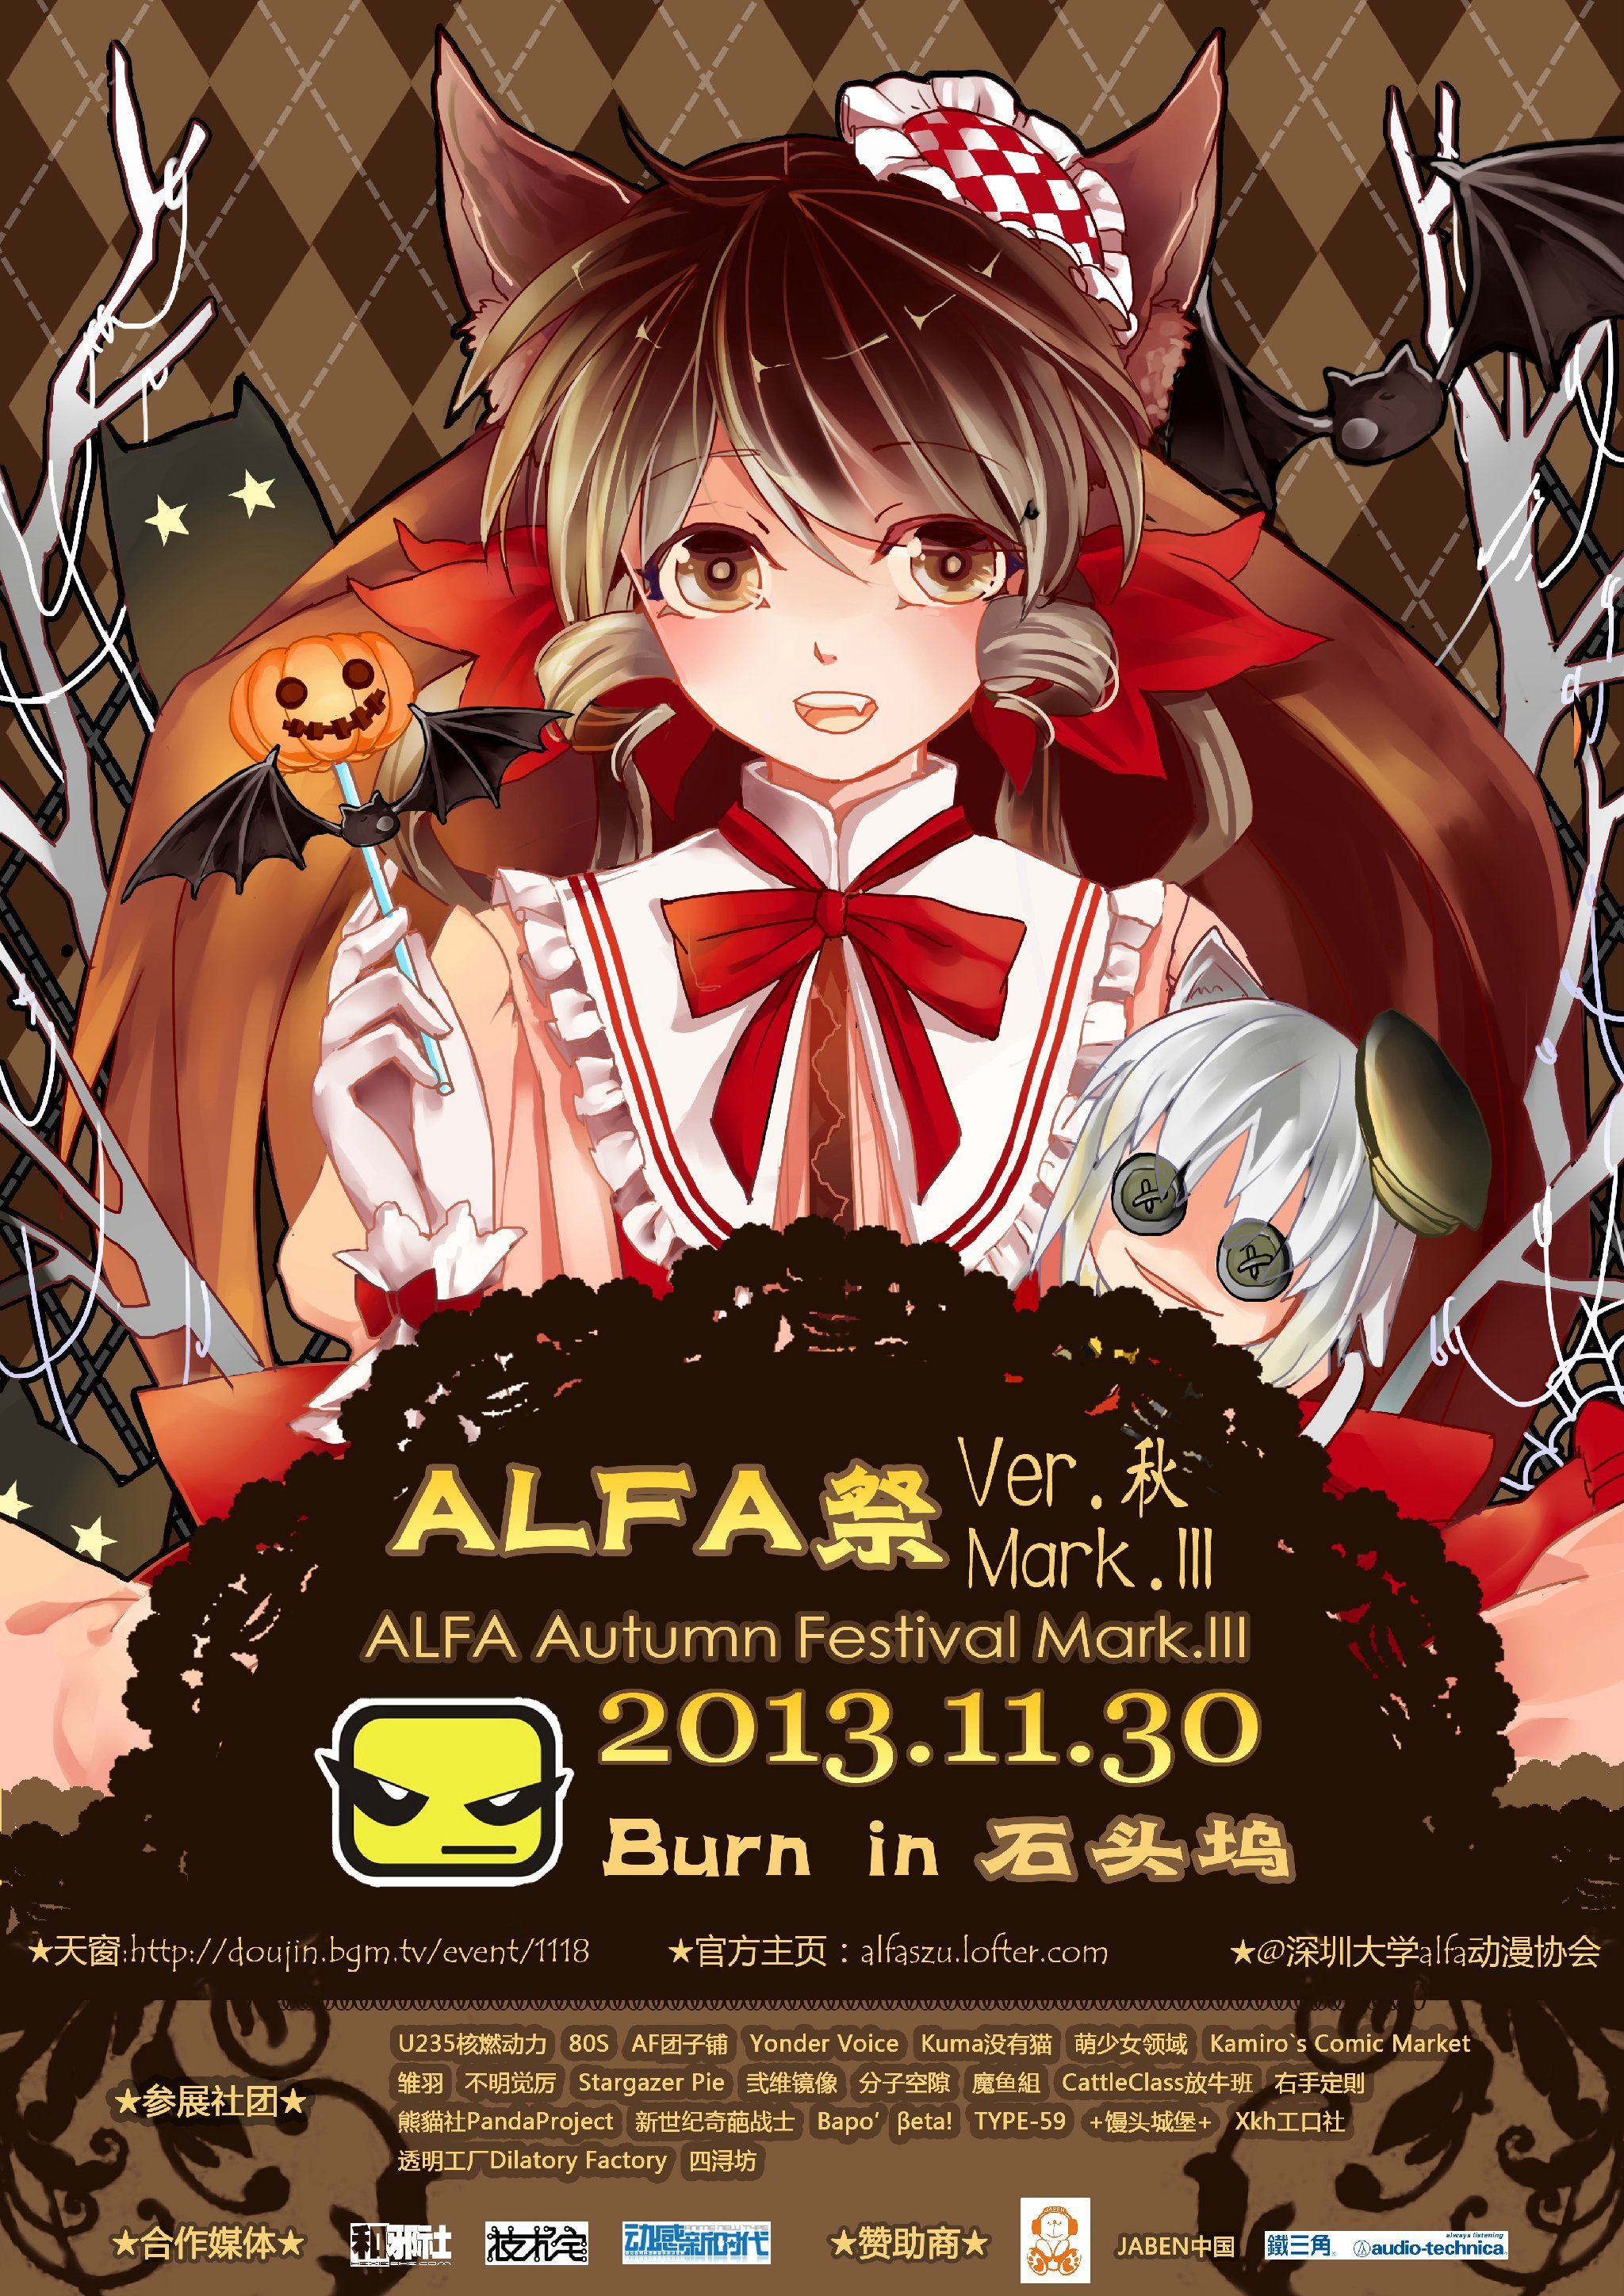 ALFA祭 Ver.秋
Mark.III
ALFA Autumn Festival Mark.III
2013.11.30
Burn in 石头坞
★天窗:http://doujin.bgm.tv/event/1118 ★官方主页：alfaszu.lofter.com ★@深圳大学alfa动漫协会
★参展社团★
U235核燃动力 80S AF团子铺 Yonder Voice Kuma没有猫 萌少女领域 Kamiro`s Comic Market
雏羽 不明觉厉 Stargazer Pie 弐维镜像 分子空隙 魔鱼組 CattleClass放牛班 右手定則
熊貓社PandaProject 新世纪奇葩战士 Bapo′ βeta! TYPE-59 +馒头城堡+ Xkh工口社
透明工厂Dilatory Factory 四浔坊
★合作媒体★ 和邪社 技术宅 动感新时代 ★赞助商★ JABEN JABEN中国 鐵三角 always listening audio-technica